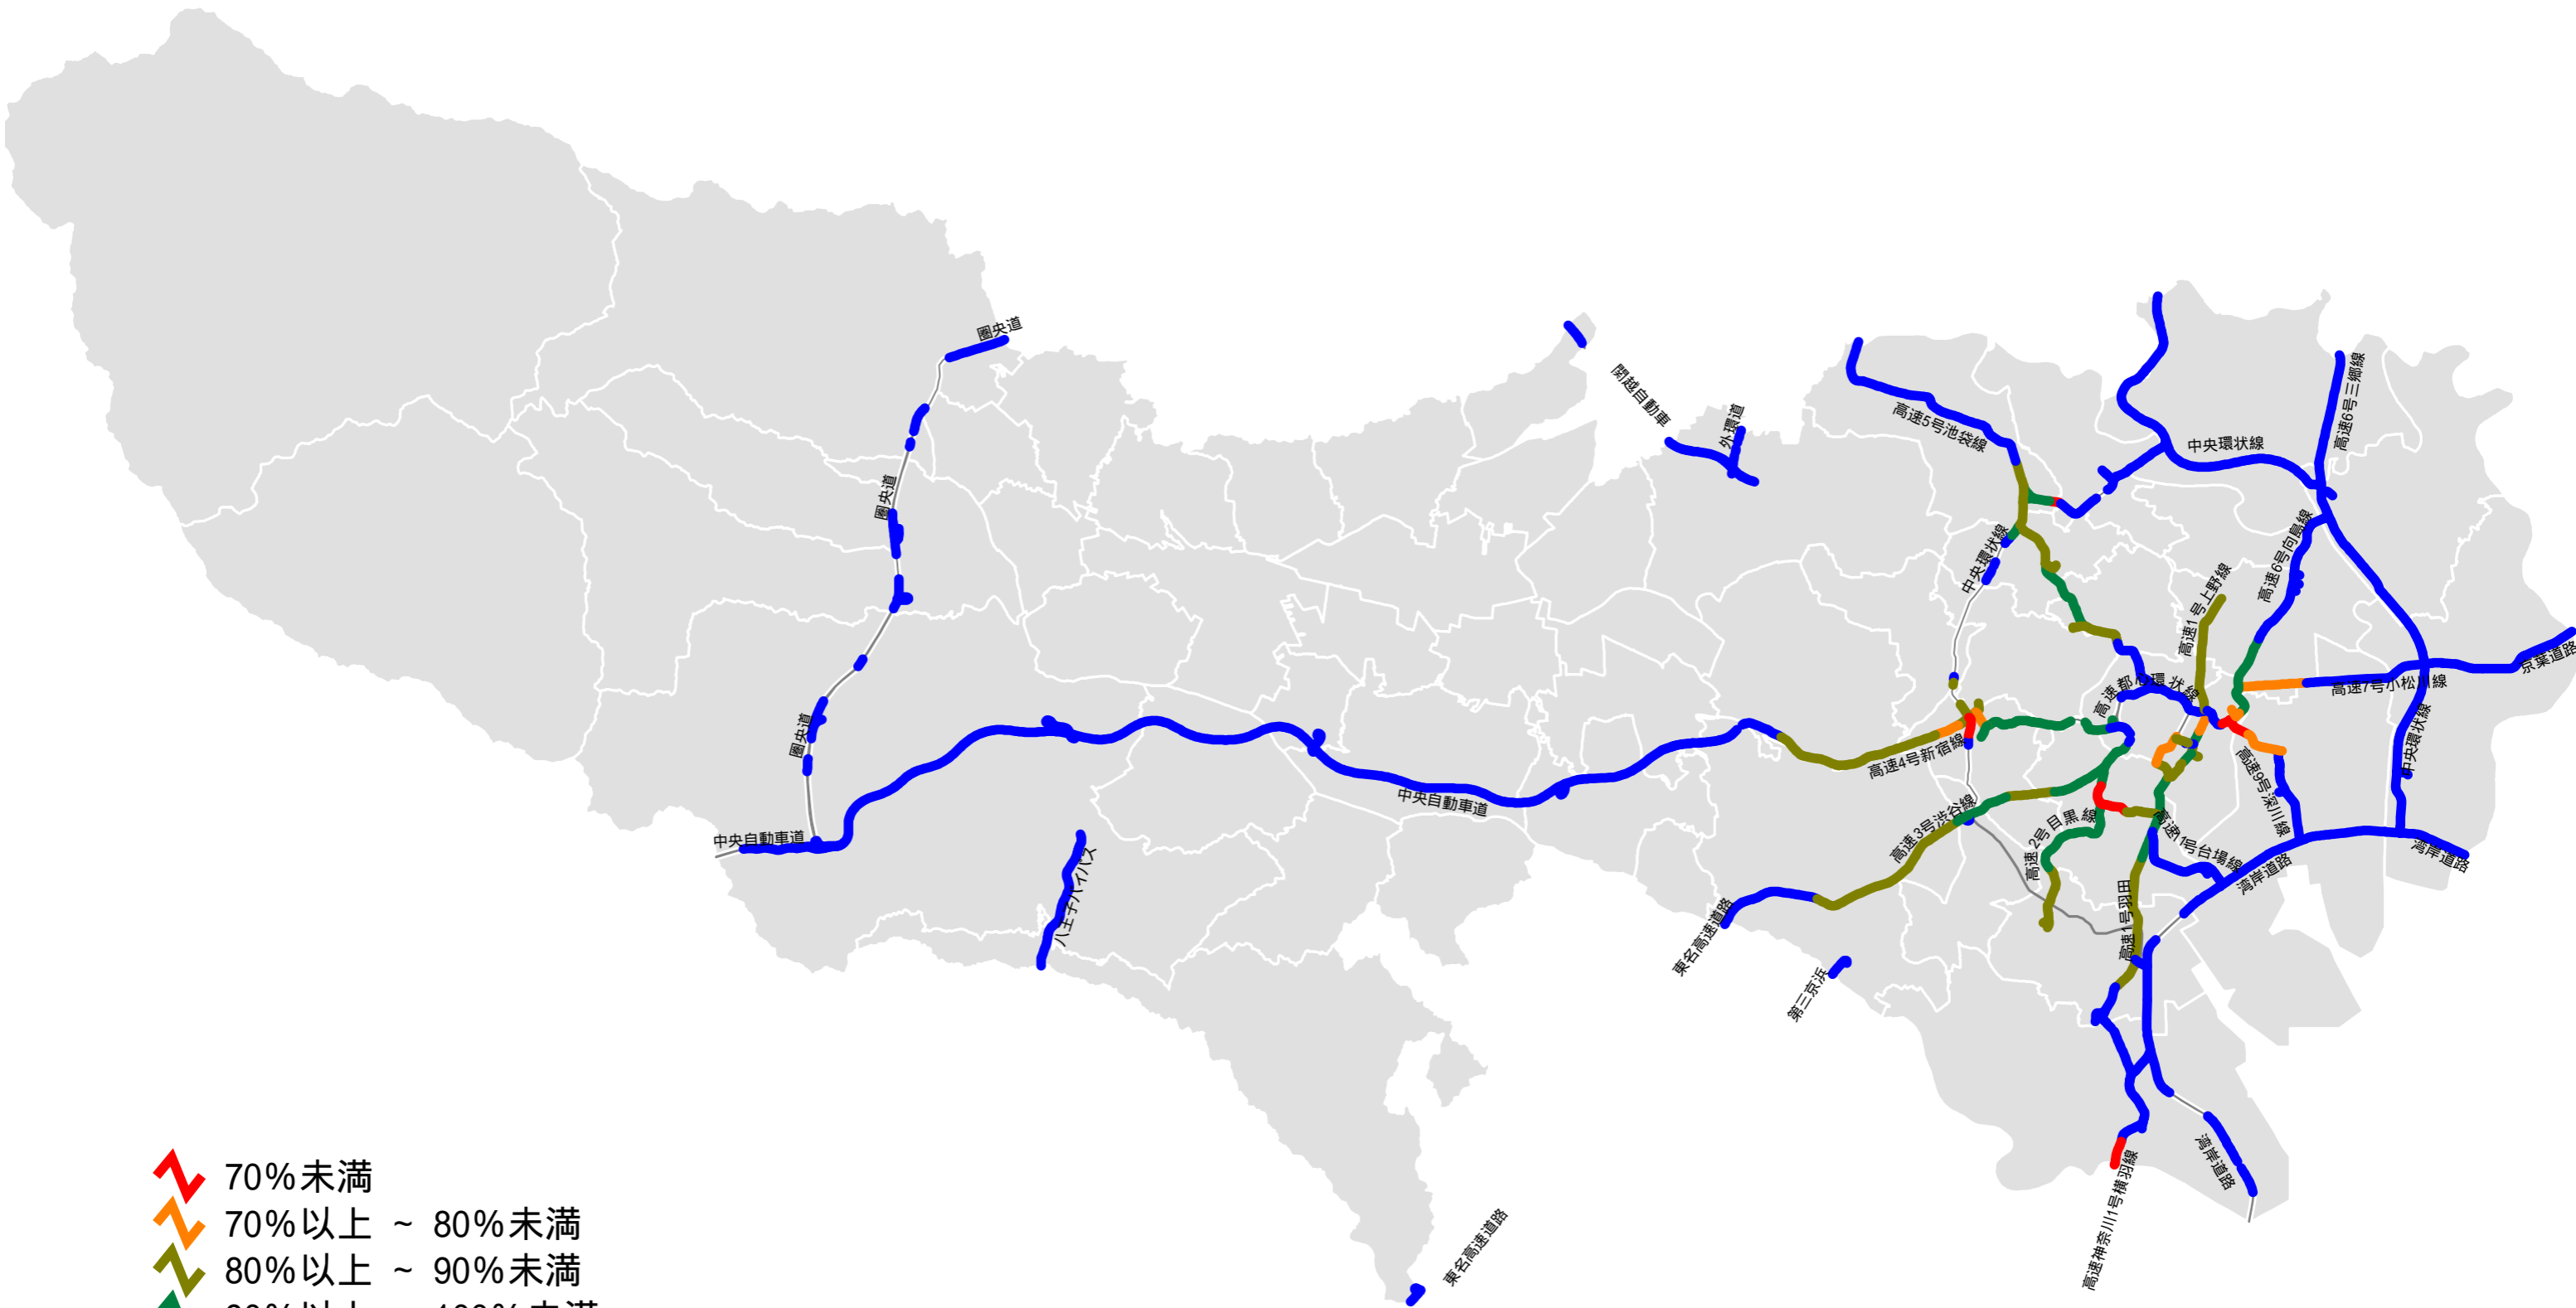 圏央道
関越自動車
外環道
高速5号池袋線
中央環状線
高速6号三郷線
圏央道
中央環状線
高速1号上野線
高速6号向島線
京葉道路
高速7号小松川線
高速都心環状線
中央環状線
圏央道
高速4号新宿線
高速9号深川線
中央自動車道
中央自動車道
高速3号渋谷線
高速2号目黒線
高速1号台場線
湾岸道路
湾岸道路
八王子バイパス
高速1号羽田
東名高速道路
第三京浜
湾岸道路
高速神奈川1号横羽線
東名高速道路
70%未満
70%以上 ~ 80%未満
80%以上 ~ 90%未満